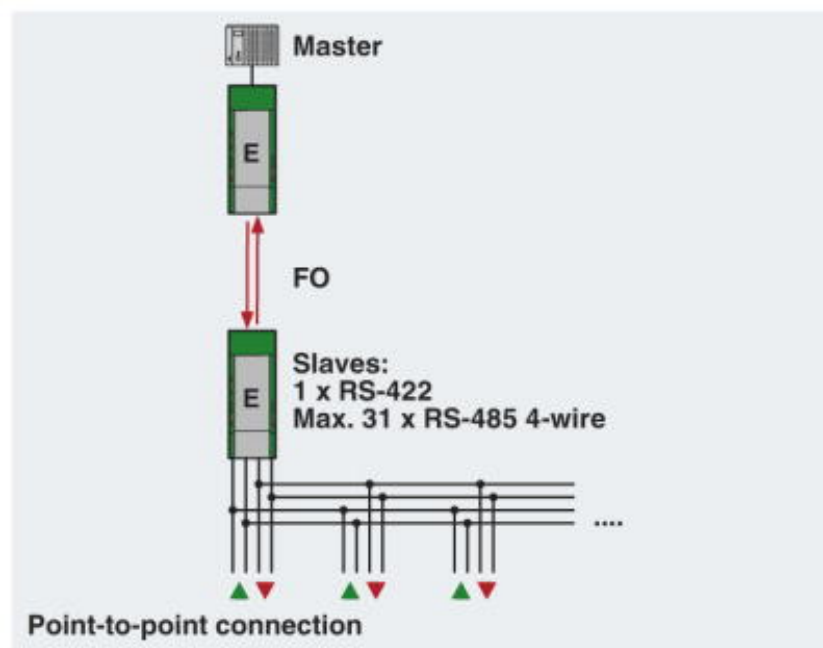 Master
E
FO
E
Slaves:
1 x RS-422
Max. 31 x RS-485 4-wire
....
Point-to-point connection